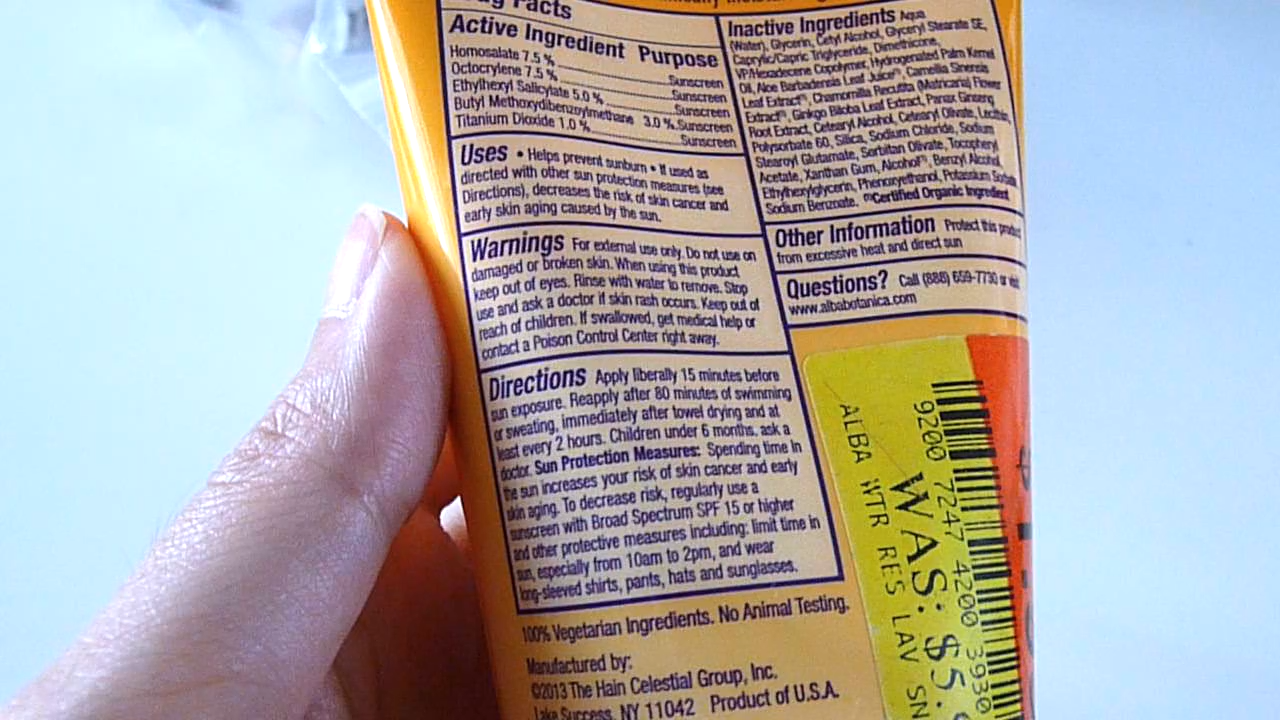 Drug Facts
Active Ingredient Purpose
Homosalate 7.5 % Sunscreen
Octocrylene 7.5 % Sunscreen
Ethylhexyl Salicylate 5.0 % Sunscreen
Butyl Methoxydibenzoylmethane 3.0 % Sunscreen
Titanium Dioxide 1.0 % Sunscreen
Uses • Helps prevent sunburn • If used as
directed with other sun protection measures (see
Directions), decreases the risk of skin cancer and
early skin aging caused by the sun.
Warnings For external use only. Do not use on
damaged or broken skin. When using this product
keep out of eyes. Rinse with water to remove. Stop
use and ask a doctor if skin rash occurs. Keep out of
reach of children. If swallowed, get medical help or
contact a Poison Control Center right away.
Directions Apply liberally 15 minutes before
sun exposure. Reapply after 80 minutes of swimming
or sweating, immediately after towel drying and at
least every 2 hours. Children under 6 months, ask a
doctor. Sun Protection Measures: Spending time in
the sun increases your risk of skin cancer and early
skin aging. To decrease risk, regularly use a
sunscreen with Broad Spectrum SPF 15 or higher
and other protective measures including: limit time in
sun, especially from 10am to 2pm, and wear
long-sleeved shirts, pants, hats and sunglasses.
100% Vegetarian Ingredients. No Animal Testing.
Manufactured by:
©2013 The Hain Celestial Group, Inc.
Lake Success, NY 11042 Product of U.S.A.
Inactive Ingredients Aqua
(Water), Glycerin, Cetyl Alcohol, Glyceryl Stearate SE,
Caprylic/Capric Triglyceride, Dimethicone,
VP/Hexadecene Copolymer, Hydrogenated Palm Kernel
Oil, Aloe Barbadensis Leaf Juice⁽¹⁾, Camellia Sinensis
Leaf Extract⁽¹⁾, Chamomilla Recutita (Matricaria) Flower
Extract⁽¹⁾, Ginkgo Biloba Leaf Extract, Panax Ginseng
Root Extract, Cetearyl Alcohol, Cetearyl Olivate, Lecithin,
Polysorbate 60, Silica, Sodium Chloride, Sodium
Stearoyl Glutamate, Sorbitan Olivate, Tocopheryl
Acetate, Xanthan Gum, Alcohol⁽¹⁾, Benzyl Alcohol,
Ethylhexylglycerin, Phenoxyethanol, Potassium Sorbate,
Sodium Benzoate. ⁽¹⁾Certified Organic Ingredient
Other Information Protect this product
from excessive heat and direct sun
Questions? Call (888) 659-7730 or visit
www.albabotanica.com
9200 7247 4200 3930
WAS: $5.
ALBA WTR RES LAV SN